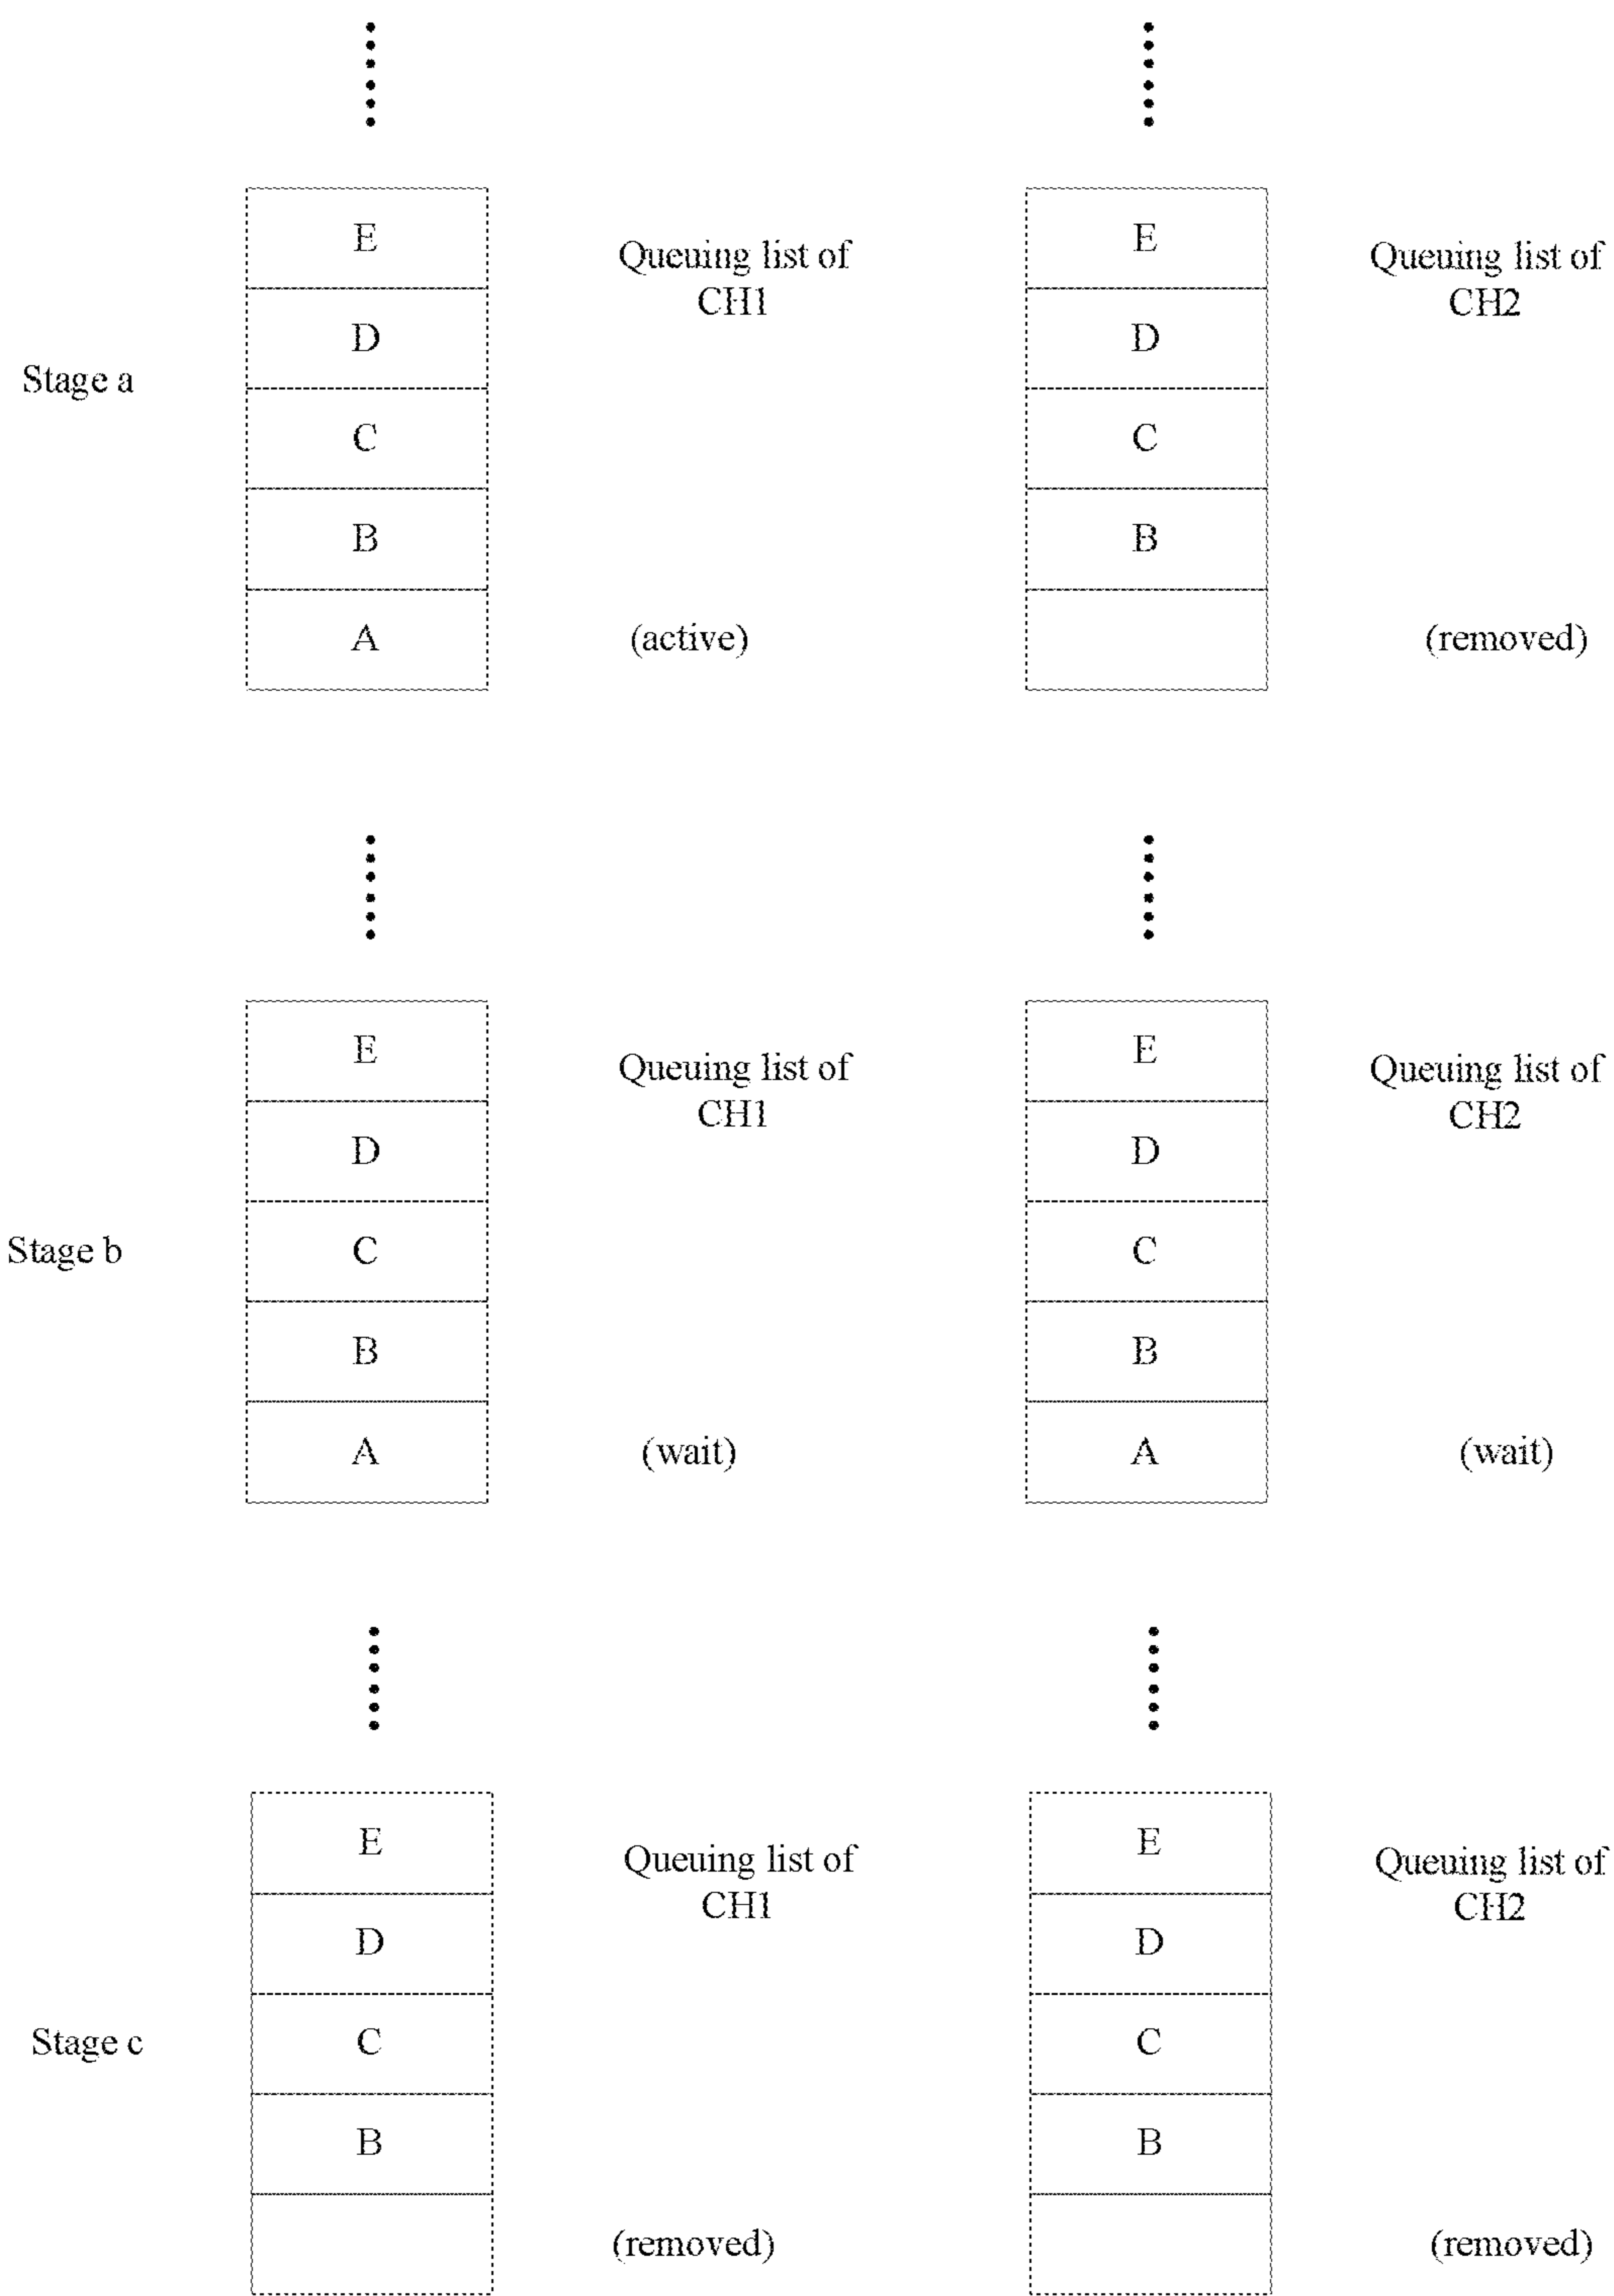 E
Queuing list of
CH1
E
Queuing list of
CH2
D
D
Stage a
C
C
B
B
A
(active)
(removed)
E
Queuing list of
CH1
E
Queuing list of
CH2
D
D
Stage b
C
C
B
B
A
(wait)
A
(wait)
E
Queuing list of
CH1
E
Queuing list of
CH2
D
D
Stage c
C
C
B
B
(removed)
(removed)